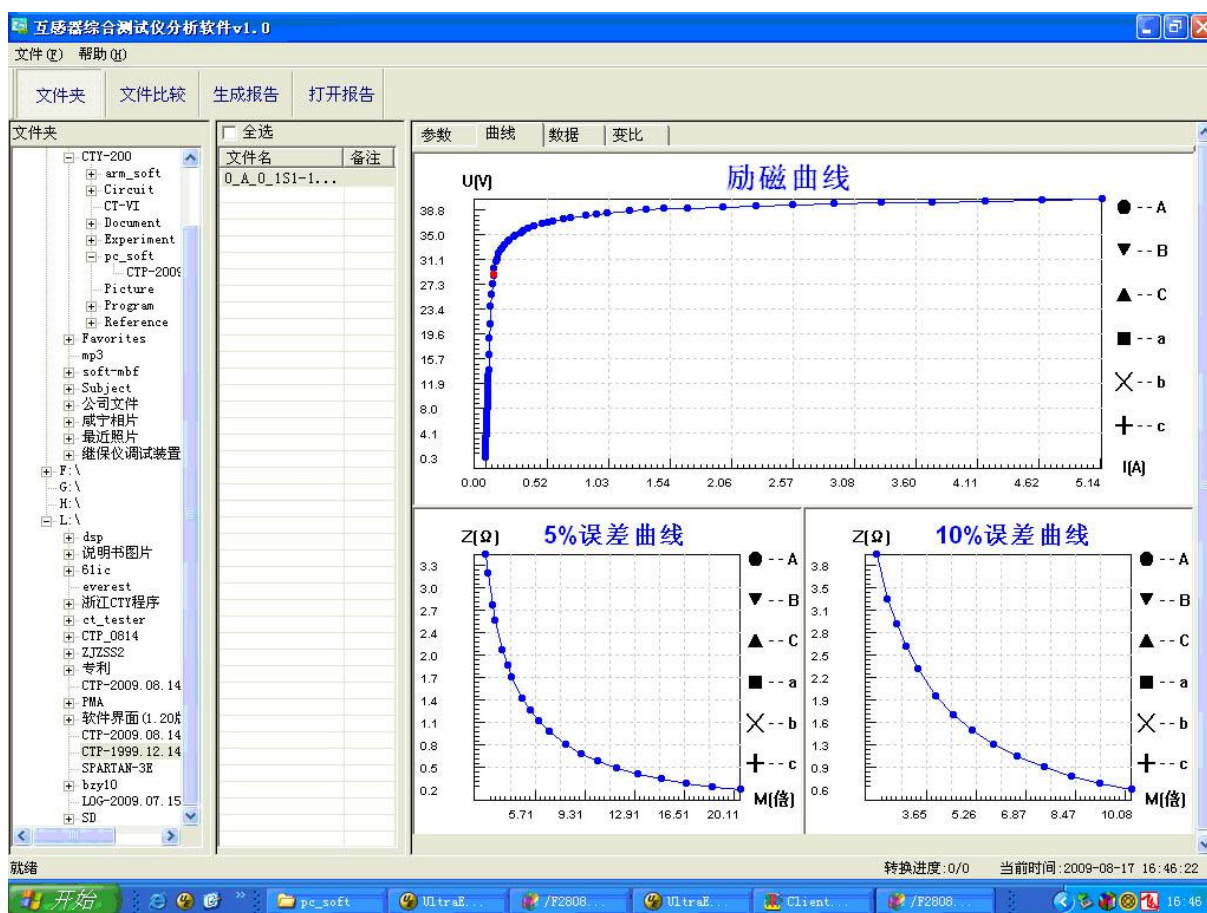 互感器综合测试仪分析软件v1.0
文件(F) 帮助(H)
文件夹 文件比较 生成报告 打开报告
文件夹
CTY-200
arm_soft
Circuit
CT-VI
Document
Experiment
pc_soft
CTP-2009
Picture
Program
Reference
Favorites
mp3
soft-mbf
Subject
公司文件
咸宁相片
最近照片
继保仪调试装置
F:\
G:\
H:\
L:\
dsp
说明书图片
61ic
everest
浙江CTY程序
ct_tester
CTP_0814
ZJZSS2
专利
CTP-2009.08.14
PMA
软件界面(1.20版
CTP-2009.08.14
CTP-1999.12.14
SPARTAN-3E
bzy10
LOG-2009.07.15
SD
全选
文件名 备注
0_A_0_1S1-1...
参数 曲线 数据 变比
U(V) 励磁曲线
38.8
35.0
31.1
27.3
23.4
19.6
15.7
11.9
8.0
4.1
0.3
0.00 0.52 1.03 1.54 2.06 2.57 3.08 3.60 4.11 4.62 5.14
I(A)
--A
--B
--C
--a
--b
--c
Z(Ω) 5%误差曲线
3.3
3.0
2.7
2.4
2.0
1.7
1.4
1.1
0.8
0.5
0.2
5.71 9.31 12.91 16.51 20.11
M(倍)
--A
--B
--C
--a
--b
--c
Z(Ω) 10%误差曲线
3.8
3.5
3.1
2.8
2.5
2.2
1.9
1.6
1.3
0.9
0.6
3.65 5.26 6.87 8.47 10.08
M(倍)
--A
--B
--C
--a
--b
--c
就绪 转换进度:0/0 当前时间:2009-08-17 16:46:22
开始 pc_soft UltraE... /F2808... UltraE... Client... /F2808... 16:46